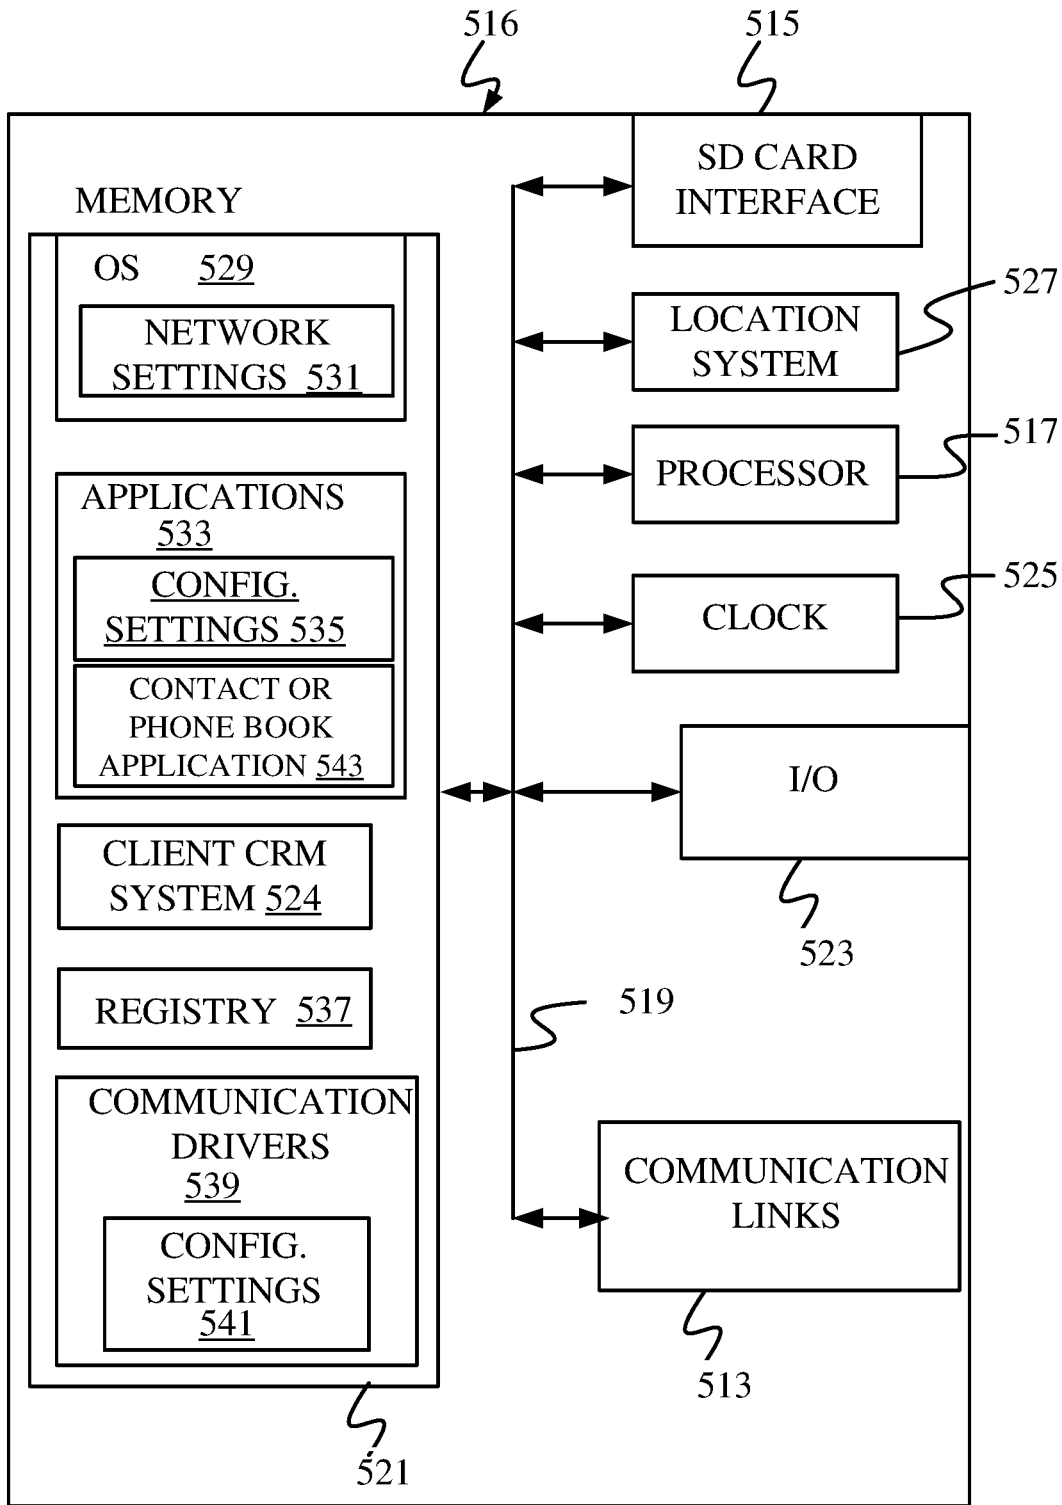 516
515
MEMORY
OS 529
NETWORK
SETTINGS 531
APPLICATIONS
533
CONFIG.
SETTINGS 535
CONTACT OR
PHONE BOOK
APPLICATION 543
CLIENT CRM
SYSTEM 524
REGISTRY 537
COMMUNICATION
DRIVERS
539
CONFIG.
SETTINGS
541
521
SD CARD
INTERFACE
LOCATION
SYSTEM
527
PROCESSOR
517
CLOCK
525
I/O
523
519
COMMUNICATION
LINKS
513